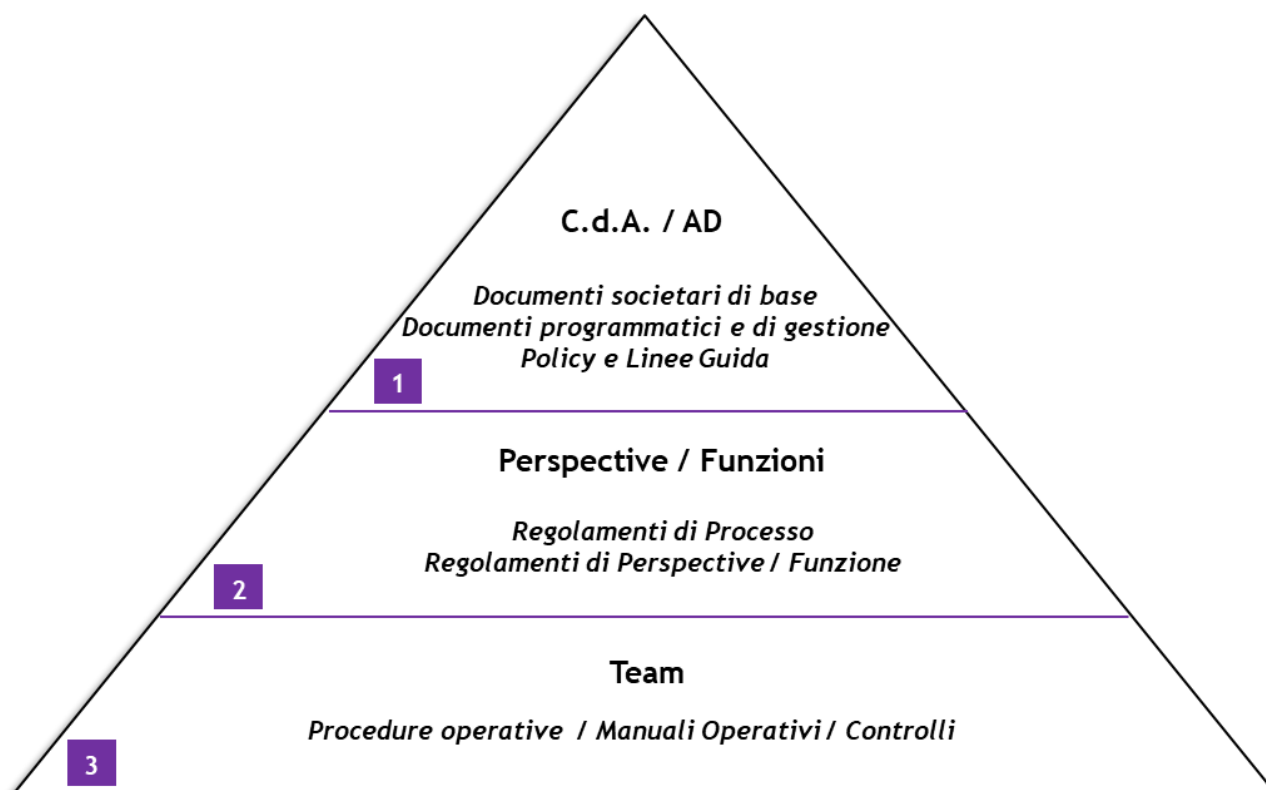 C.d.A. / AD
Documenti societari di base
Documenti programmatici e di gestione
Policy e Linee Guida
1
Perspective / Funzioni
Regolamenti di Processo
Regolamenti di Perspective / Funzione
2
Team
Procedure operative / Manuali Operativi / Controlli
3